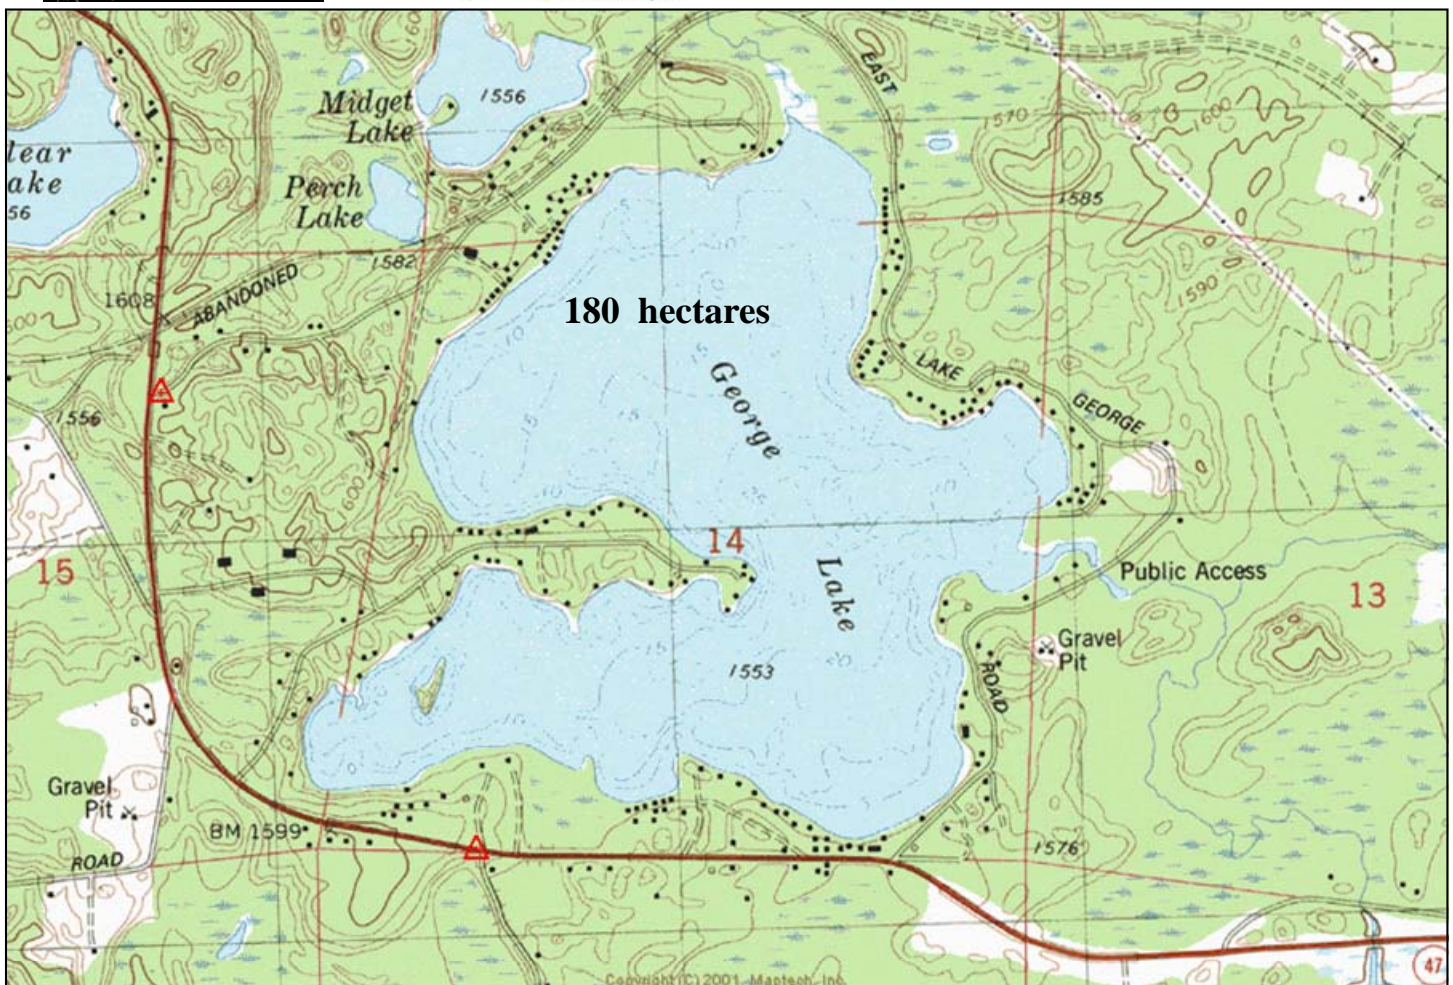 EAST
Midget
Lake
1556
600
lear
ake
56
Perch
Lake
1570
1600
1585
1582
ABANDONED
1608
180 hectares
1590
George
LAKE
GEORGE
1556
14
15
Lake
Public Access
13
Gravel
Pit
1553
ROAD
Gravel
Pit
BM 1599
ROAD
1576
Copyright (C) 2001, Maptech, Inc.
47